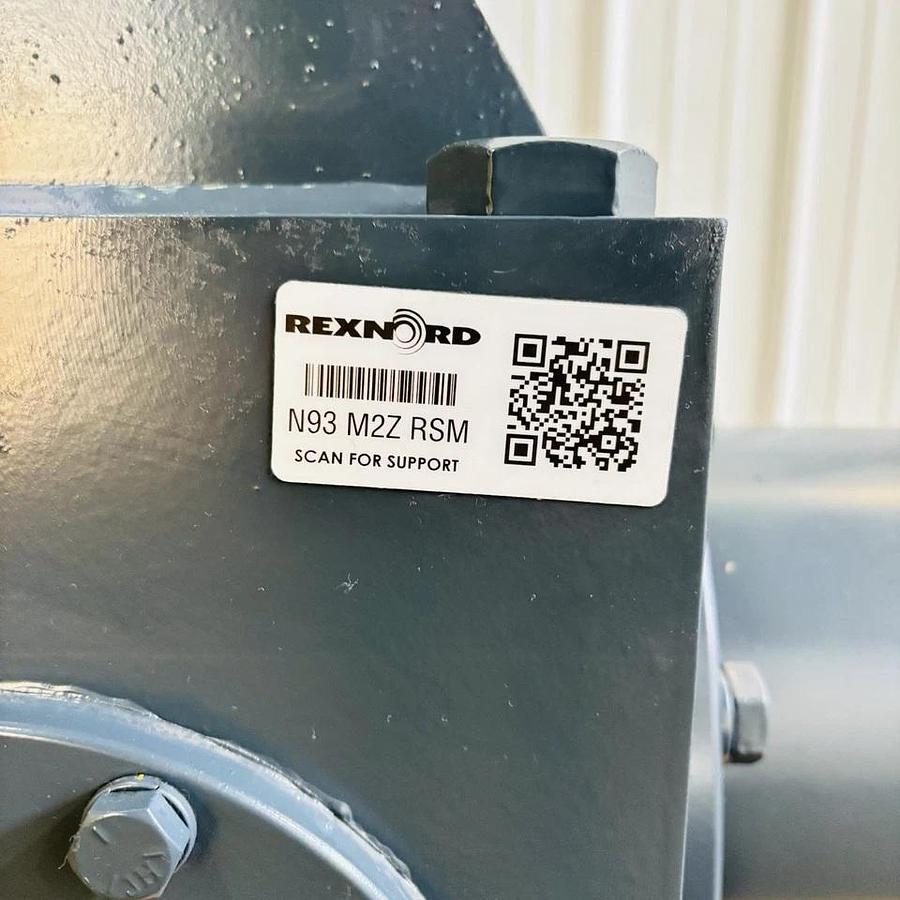 REXNORD
N93 M2Z RSM
SCAN FOR SUPPORT